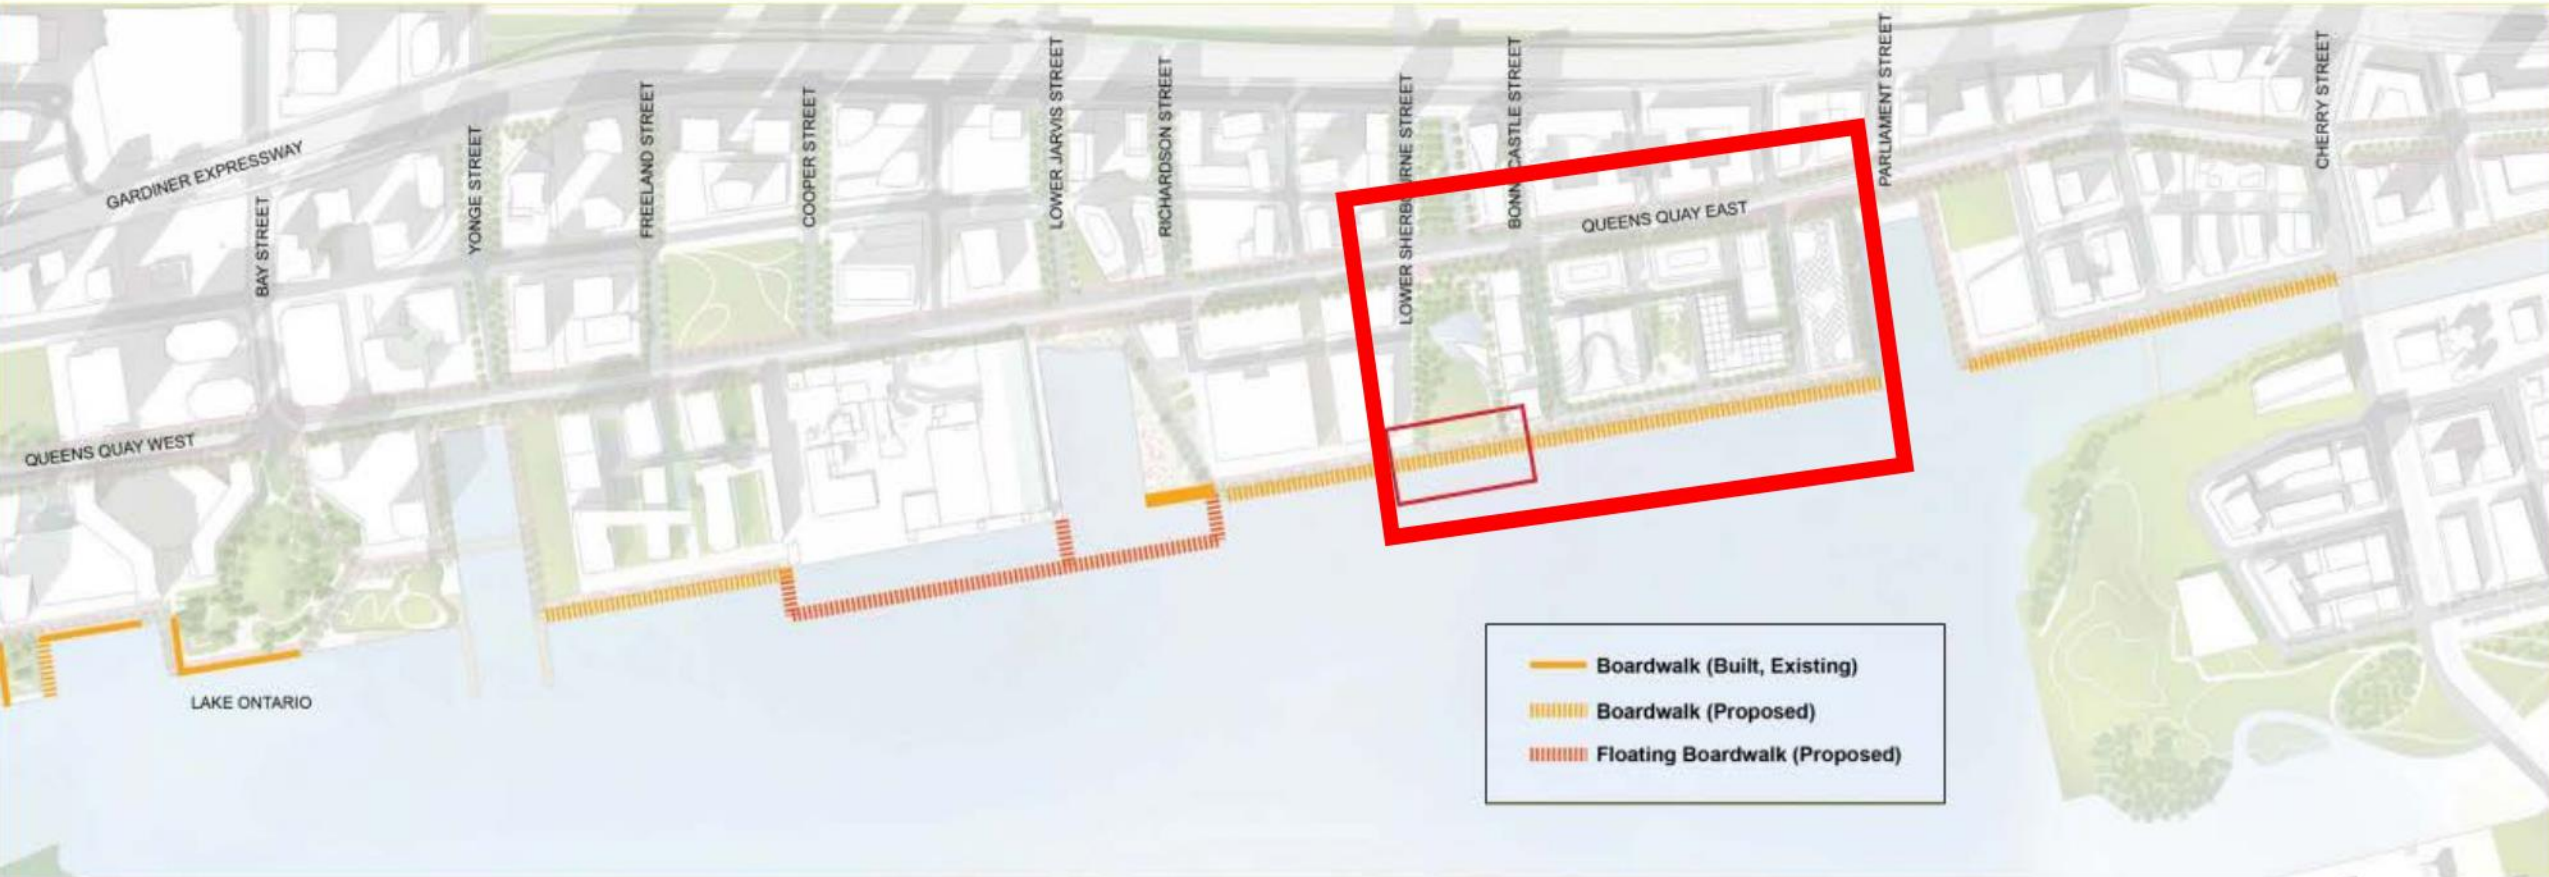 GARDINER EXPRESSWAY
BAY STREET
YONGE STREET
FREELAND STREET
COOPER STREET
LOWER JARVIS STREET
RICHARDSON STREET
LOWER SHERBOURNE STREET
BONNYCASTLE STREET
PARLIAMENT STREET
CHERRY STREET
QUEENS QUAY EAST
QUEENS QUAY WEST
LAKE ONTARIO
Boardwalk (Built, Existing)
Boardwalk (Proposed)
Floating Boardwalk (Proposed)